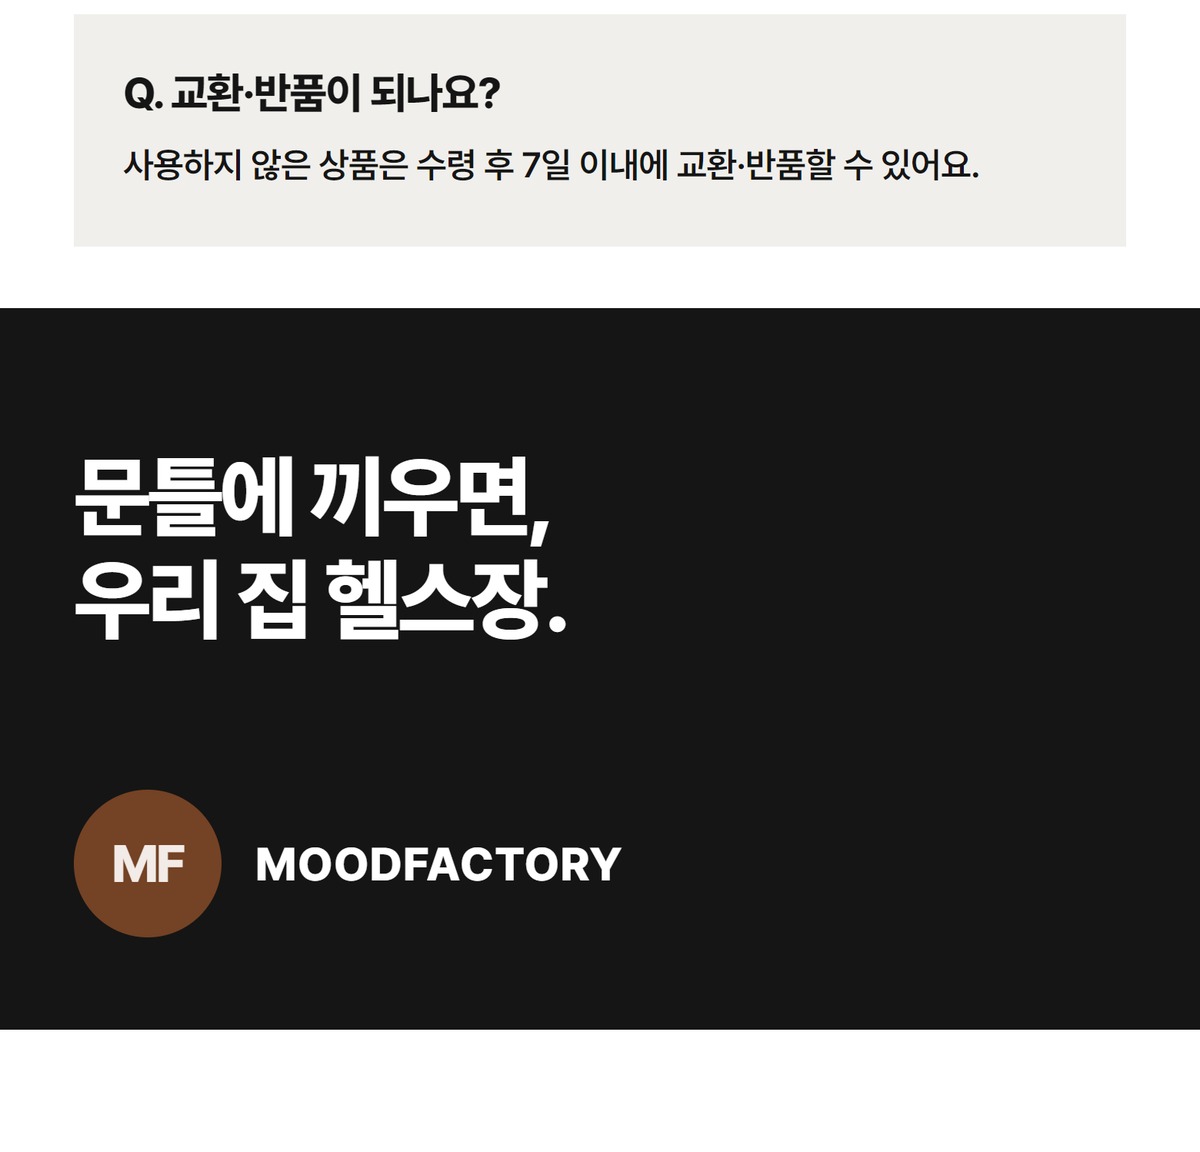 Q. 교환·반품이 되나요?
사용하지 않은 상품은 수령 후 7일 이내에 교환·반품할 수 있어요.
문틀에 끼우면,
우리 집 헬스장.
MF
MOODFACTORY